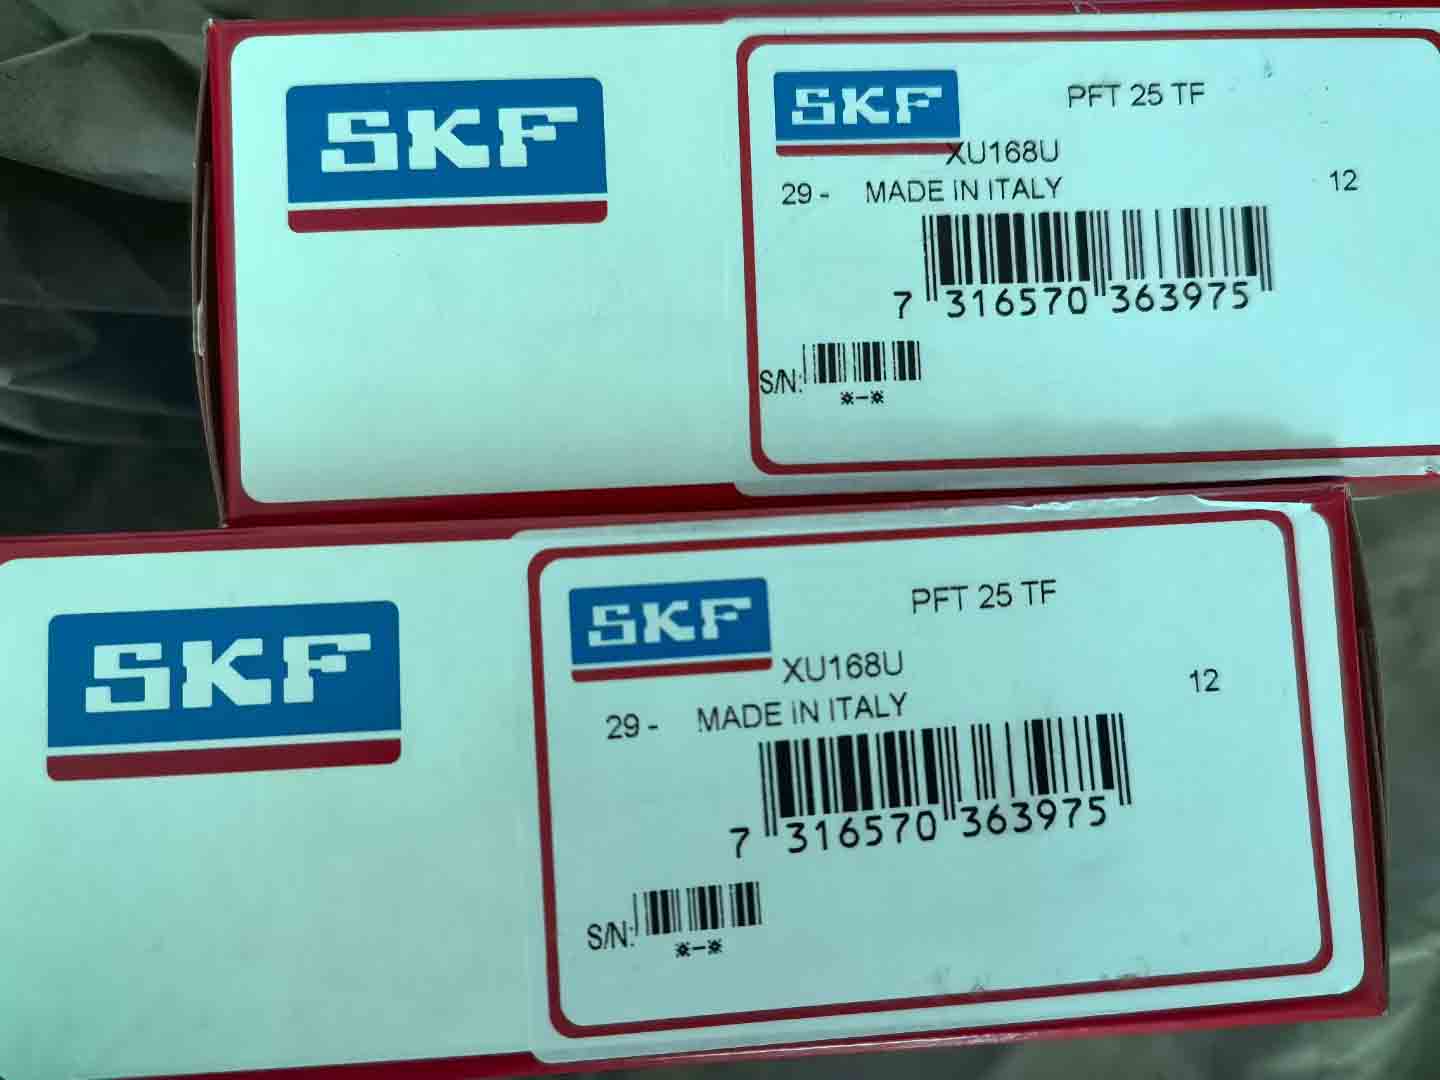 SKF
SKF
PFT 25 TF
XU168U
29 - MADE IN ITALY
12
7 316570 363975
S/N:
*-*
SKF
SKF
PFT 25 TF
XU168U
29 - MADE IN ITALY
12
7 316570 363975
S/N:
*-*